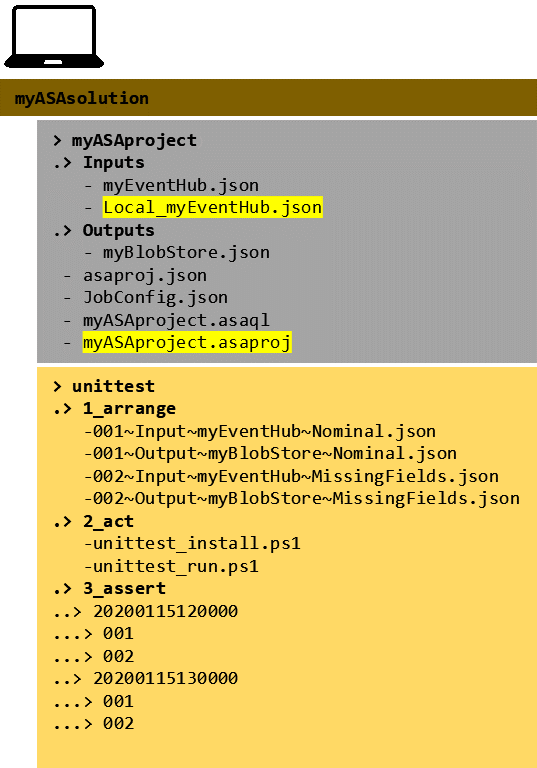 myASAsolution
> myASAproject
.> Inputs
- myEventHub.json
- Local_myEventHub.json
.> Outputs
- myBlobStore.json
- asaproj.json
- JobConfig.json
- myASAproject.asaql
- myASAproject.asaproj
> unittest
.> 1_arrange
-001~Input~myEventHub~Nominal.json
-001~Output~myBlobStore~Nominal.json
-002~Input~myEventHub~MissingFields.json
-002~Output~myBlobStore~MissingFields.json
.> 2_act
-unittest_install.ps1
-unittest_run.ps1
.> 3_assert
..> 20200115120000
...> 001
...> 002
..> 20200115130000
...> 001
...> 002